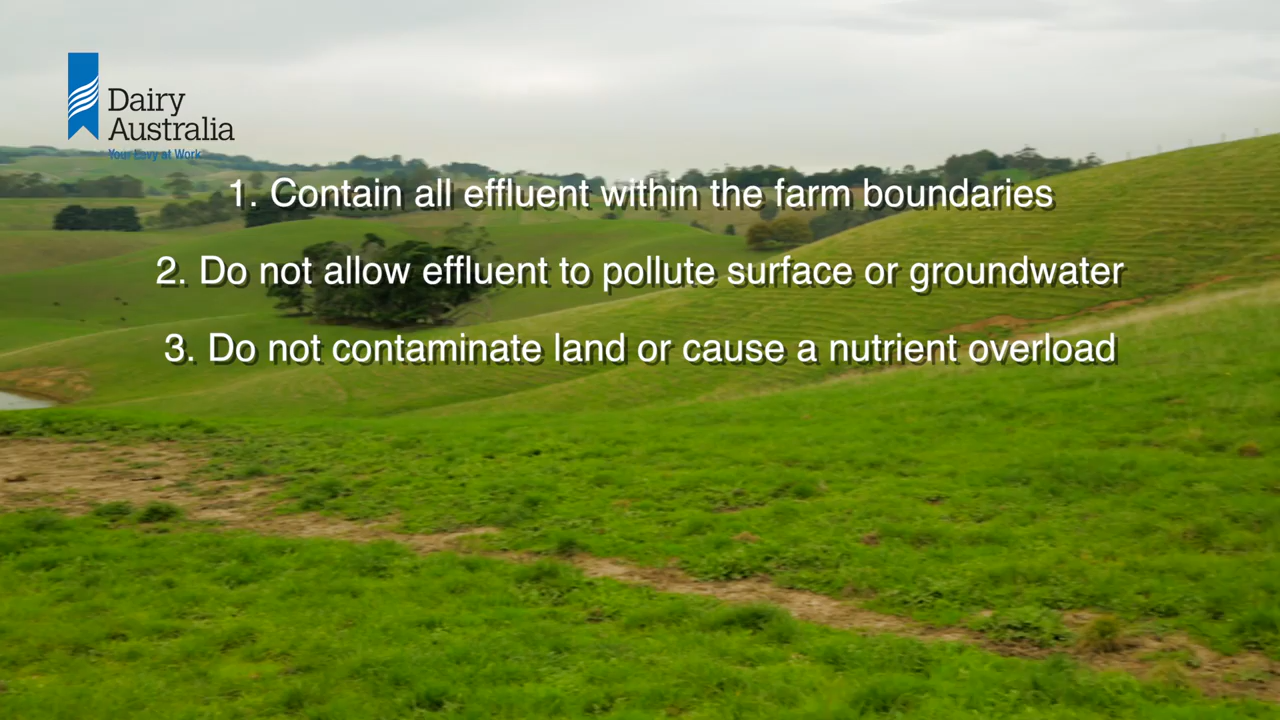 Dairy
Australia
Your Levy at Work
1. Contain all effluent within the farm boundaries
2. Do not allow effluent to pollute surface or groundwater
3. Do not contaminate land or cause a nutrient overload